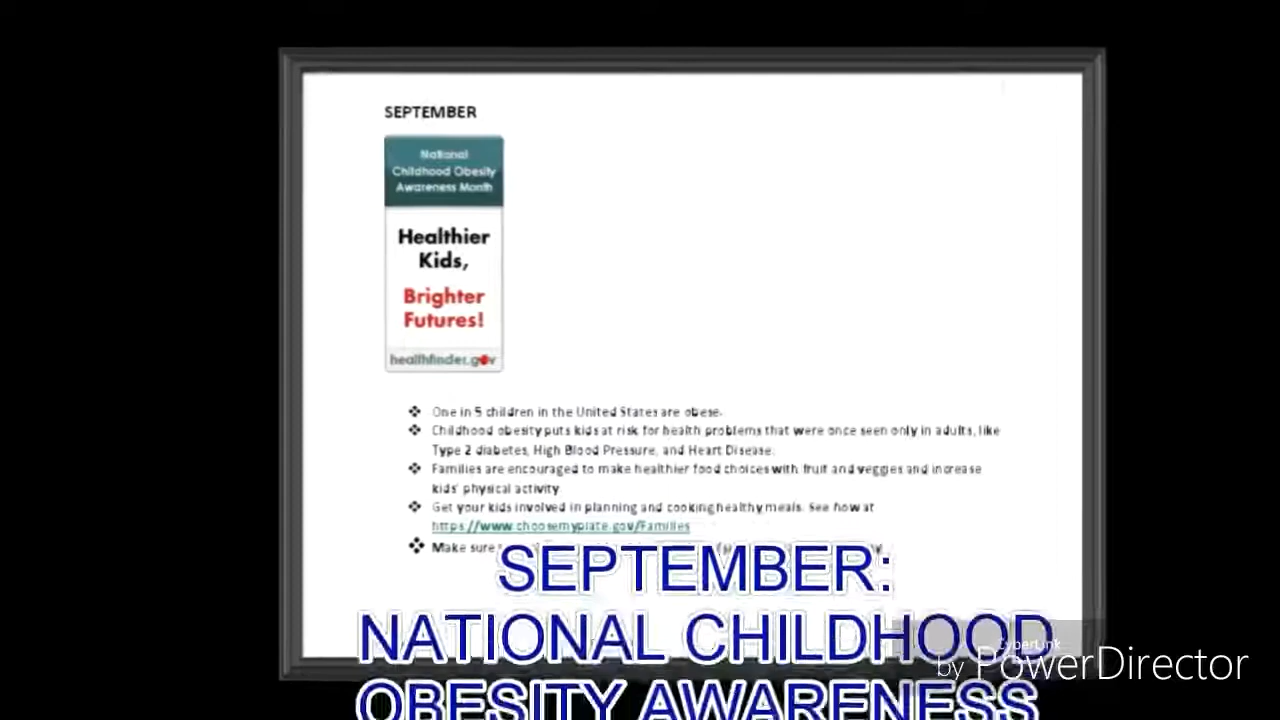 SEPTEMBER
National
Childhood Obesity
Awareness Month
Healthier
Kids,
Brighter
Futures!
healthfinder.gov
❖ One in 5 children in the United States are obese.
❖ Childhood obesity puts kids at risk for health problems that were once seen only in adults, like
Type 2 diabetes, High Blood Pressure, and Heart Disease.
❖ Families are encouraged to make healthier food choices with fruit and veggies and increase
kids' physical activity
❖ Get your kids involved in planning and cooking healthy meals. See how at
https://www.choosemyplate.gov/Families
❖ Make sure
SEPTEMBER:
NATIONAL CHILDHOOD
OBESITY AWARENESS
CyberLink
by PowerDirector